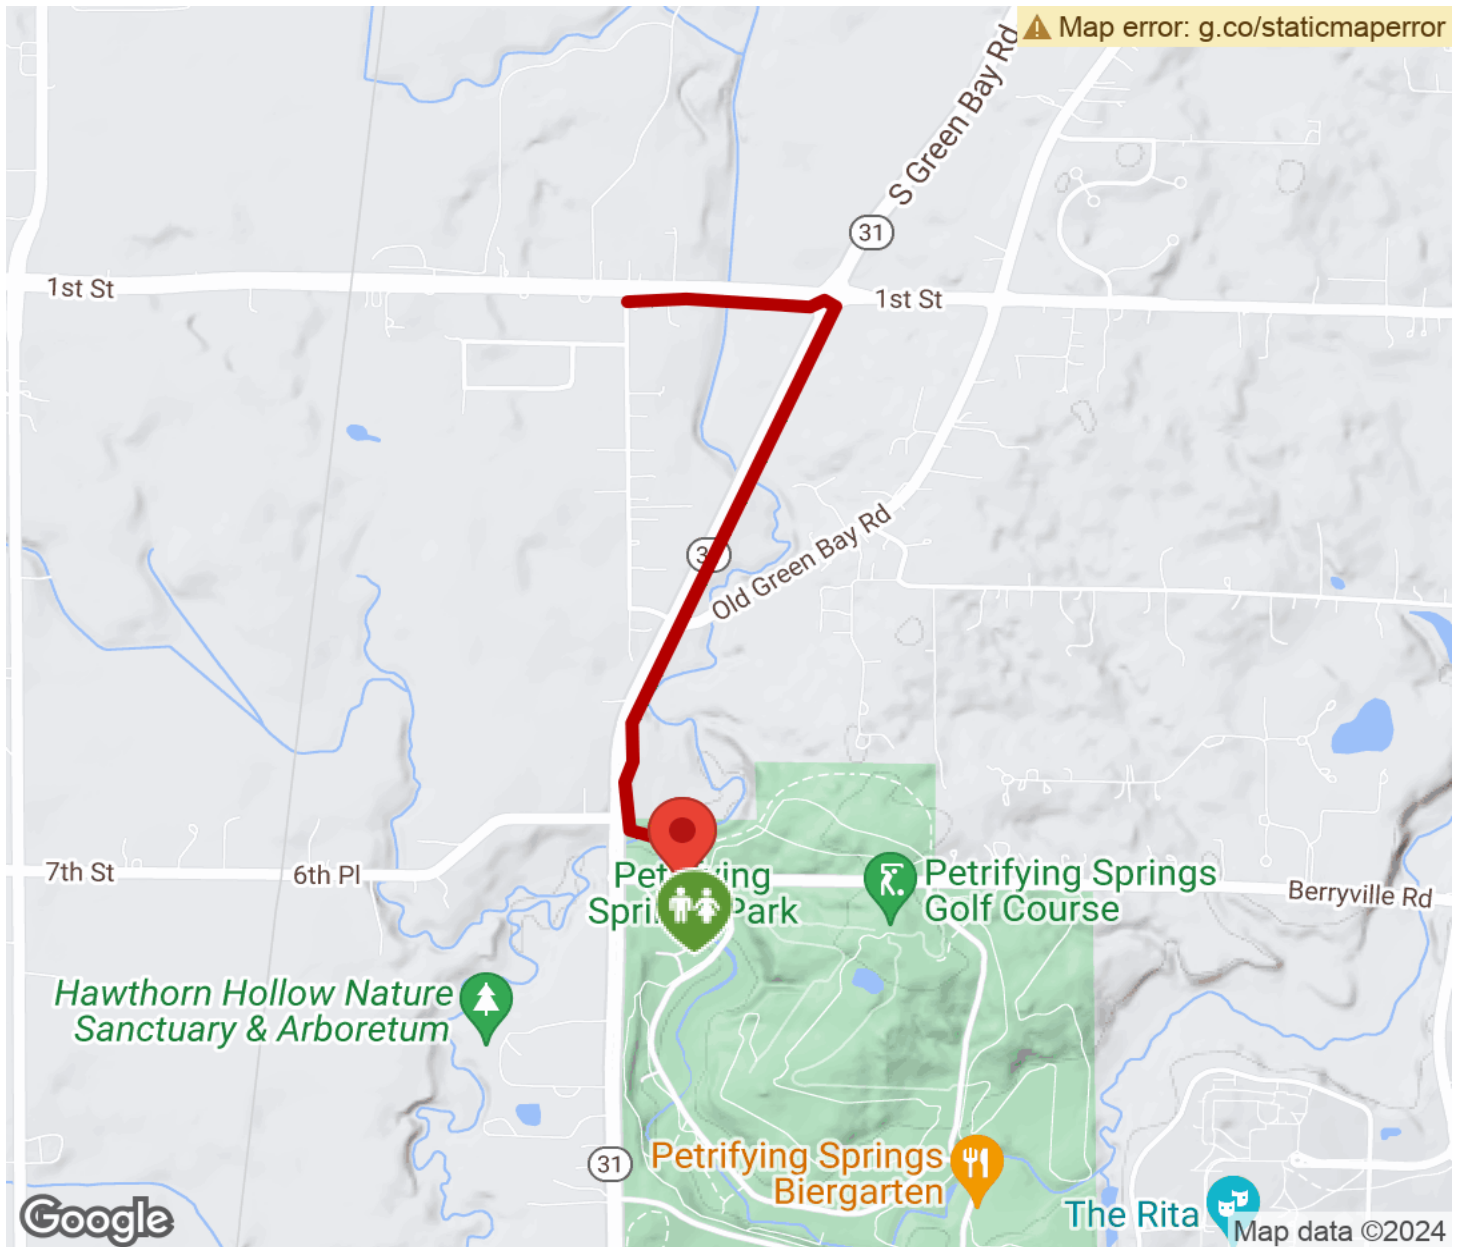 Map error: g.co/staticmaperror
S Green Bay Rd
31
1st St
1st St
Old Green Bay Rd
7th St
6th Pl
Petrifying Springs
Golf Course
Berryville Rd
Park
Hawthorn Hollow Nature
Sanctuary & Arboretum
31
Petrifying Springs
Biergarten
The Rita
Google
Map data ©2024